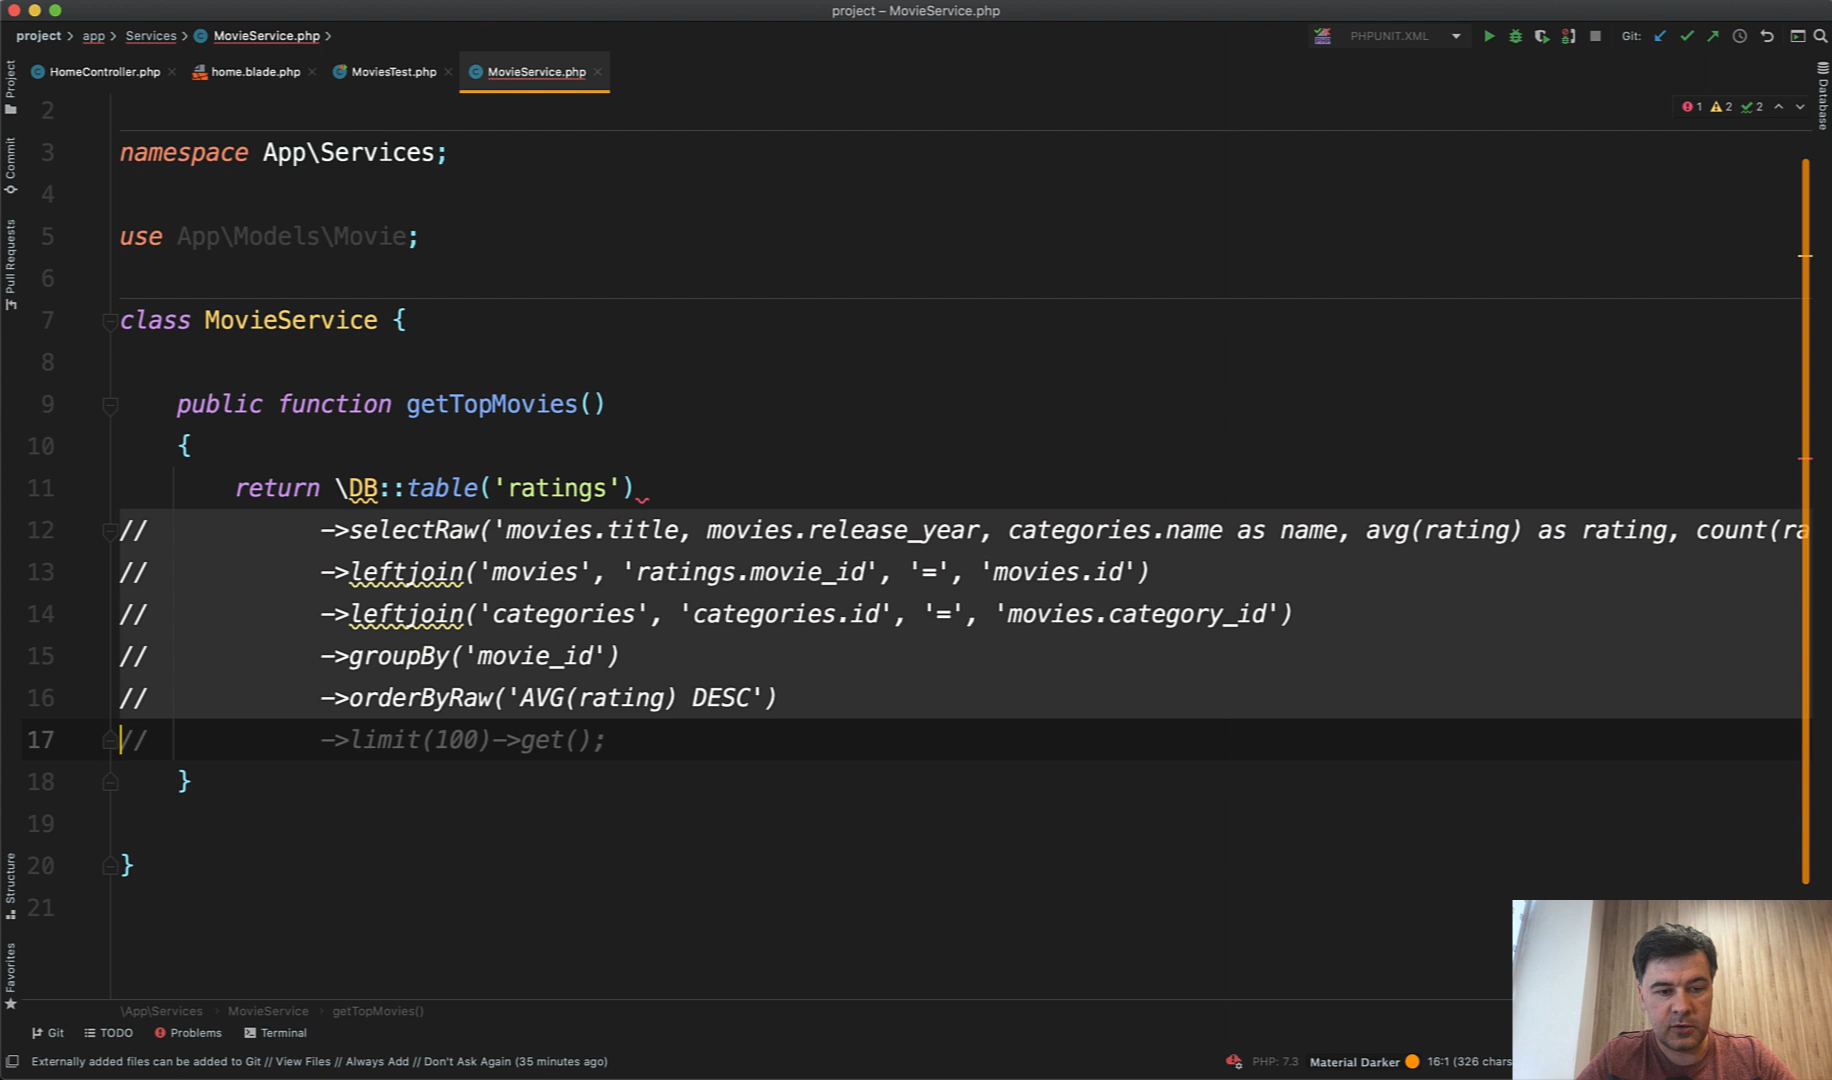 project – MovieService.php
project > app > Services > MovieService.php >
PHPUNIT.XML
Git:
HomeController.php × home.blade.php × MoviesTest.php × MovieService.php ×
Project
Commit
Pull Requests
Structure
Favorites
Database
1 2 2
2
3 namespace App\Services;
4
5 use App\Models\Movie;
6
7 class MovieService {
8
9 public function getTopMovies()
10 {
11 return \DB::table('ratings')
12 // ->selectRaw('movies.title, movies.release_year, categories.name as name, avg(rating) as rating, count(ra
13 // ->leftjoin('movies', 'ratings.movie_id', '=', 'movies.id')
14 // ->leftjoin('categories', 'categories.id', '=', 'movies.category_id')
15 // ->groupBy('movie_id')
16 // ->orderByRaw('AVG(rating) DESC')
17 // ->limit(100)->get();
18 }
19
20 }
21
\App\Services > MovieService > getTopMovies()
Git TODO Problems Terminal
Externally added files can be added to Git // View Files // Always Add // Don't Ask Again (35 minutes ago)
PHP: 7.3 Material Darker 16:1 (326 chars